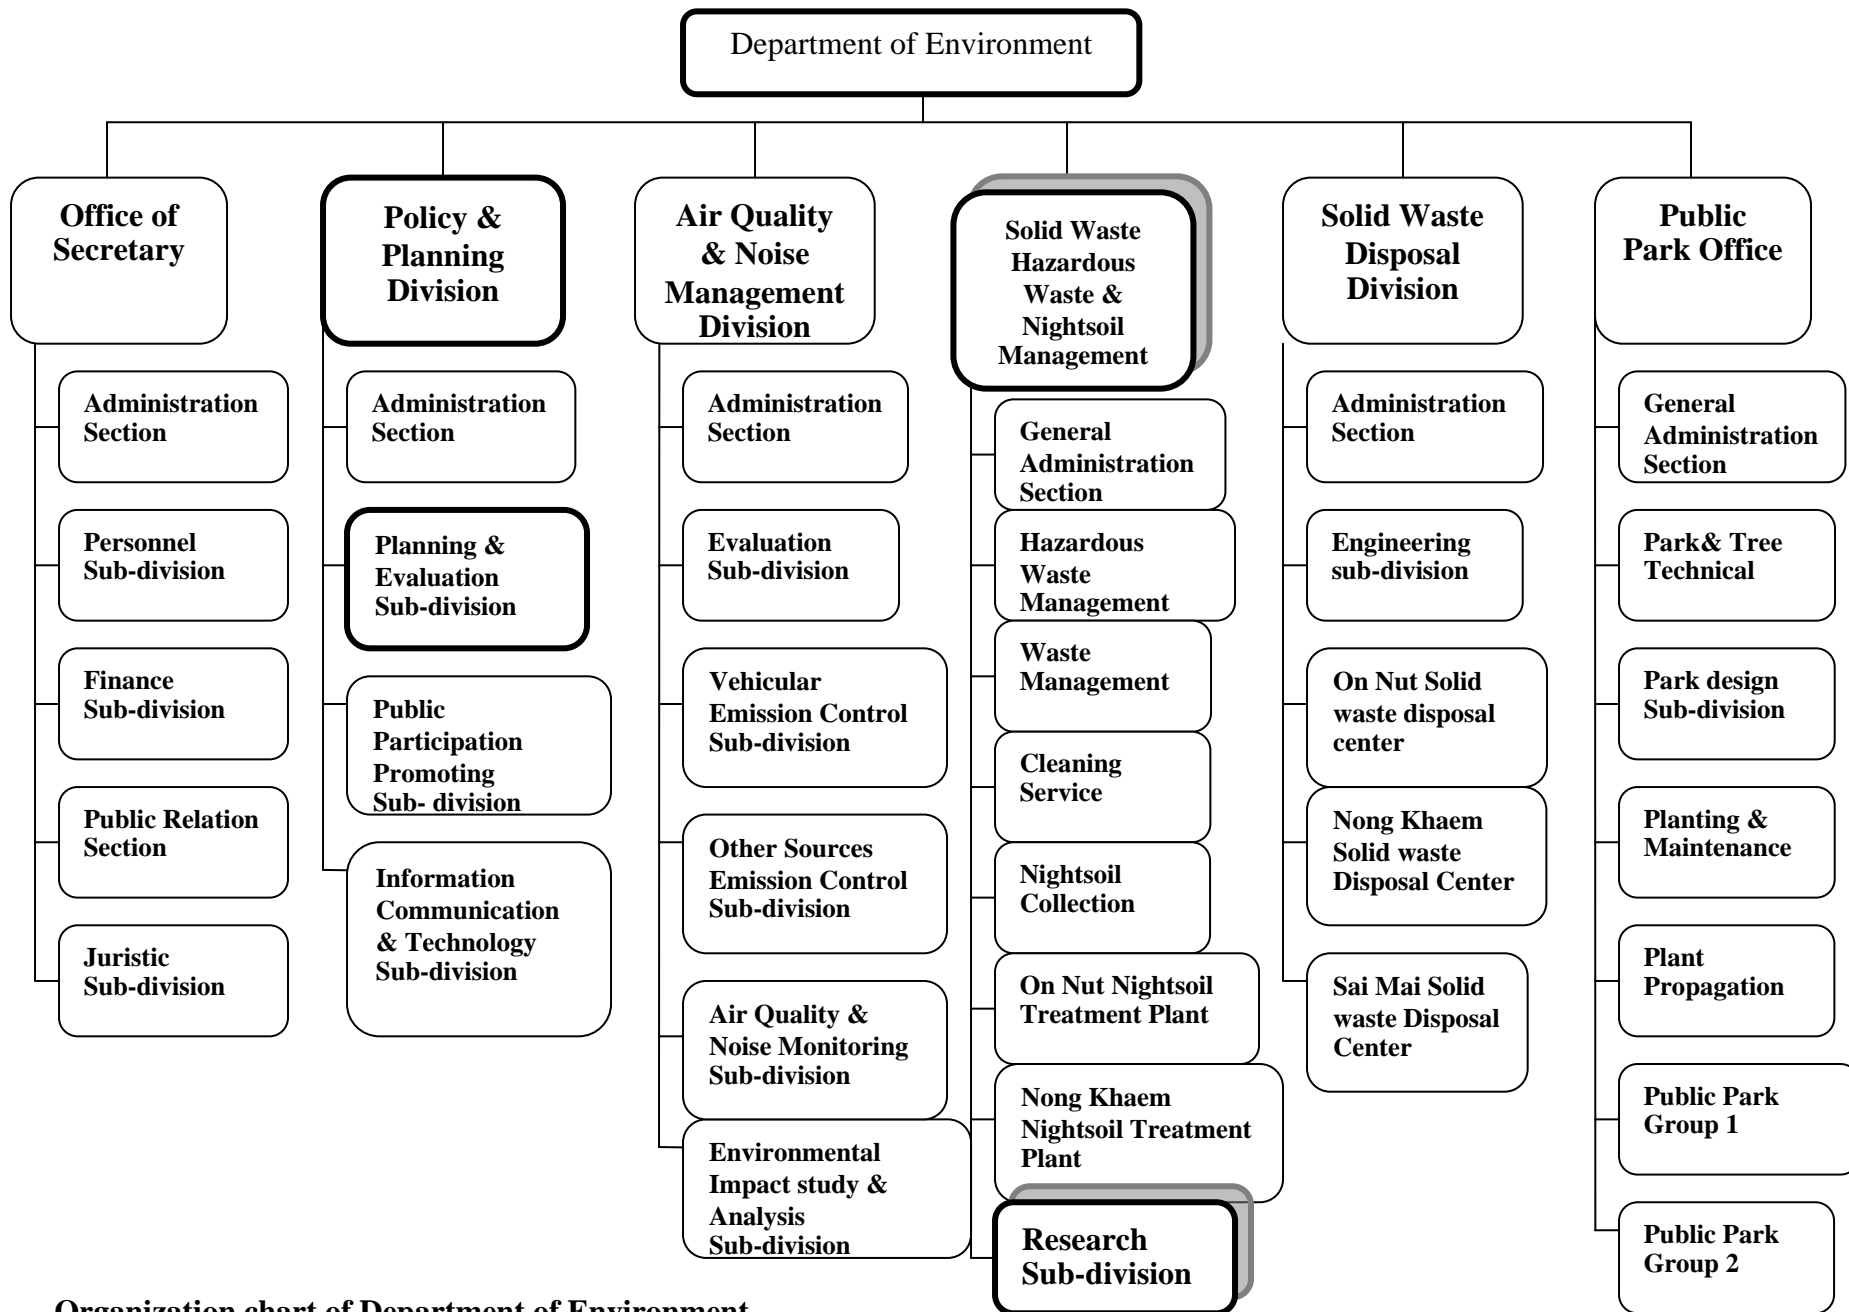 Department of Environment
Office of
Secretary
Policy &
Planning
Division
Air Quality
& Noise
Management
Division
Solid Waste
Hazardous
Waste &
Nightsoil
Management
Solid Waste
Disposal
Division
Public
Park Office
Administration
Section
Personnel
Sub-division
Finance
Sub-division
Public Relation
Section
Juristic
Sub-division
Administration
Section
Planning &
Evaluation
Sub-division
Public
Participation
Promoting
Sub- division
Information
Communication
& Technology
Sub-division
Administration
Section
Evaluation
Sub-division
Vehicular
Emission Control
Sub-division
Other Sources
Emission Control
Sub-division
Air Quality &
Noise Monitoring
Sub-division
Environmental
Impact study &
Analysis
Sub-division
General
Administration
Section
Hazardous
Waste
Management
Waste
Management
Cleaning
Service
Nightsoil
Collection
On Nut Nightsoil
Treatment Plant
Nong Khaem
Nightsoil Treatment
Plant
Research
Sub-division
Administration
Section
Engineering
sub-division
On Nut Solid
waste disposal
center
Nong Khaem
Solid waste
Disposal Center
Sai Mai Solid
waste Disposal
Center
General
Administration
Section
Park& Tree
Technical
Park design
Sub-division
Planting &
Maintenance
Plant
Propagation
Public Park
Group 1
Public Park
Group 2
Organization chart of Department of Environment